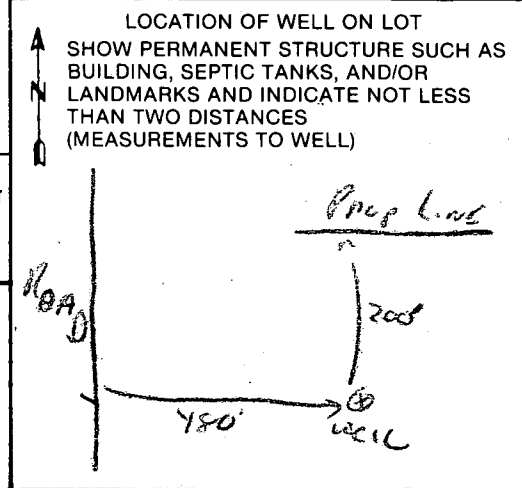 LOCATION OF WELL ON LOT
SHOW PERMANENT STRUCTURE SUCH AS
BUILDING, SEPTIC TANKS, AND/OR
N LANDMARKS AND INDICATE NOT LESS
THAN TWO DISTANCES
(MEASUREMENTS TO WELL)
Prop Line
ROAD
200'
480'
WELL